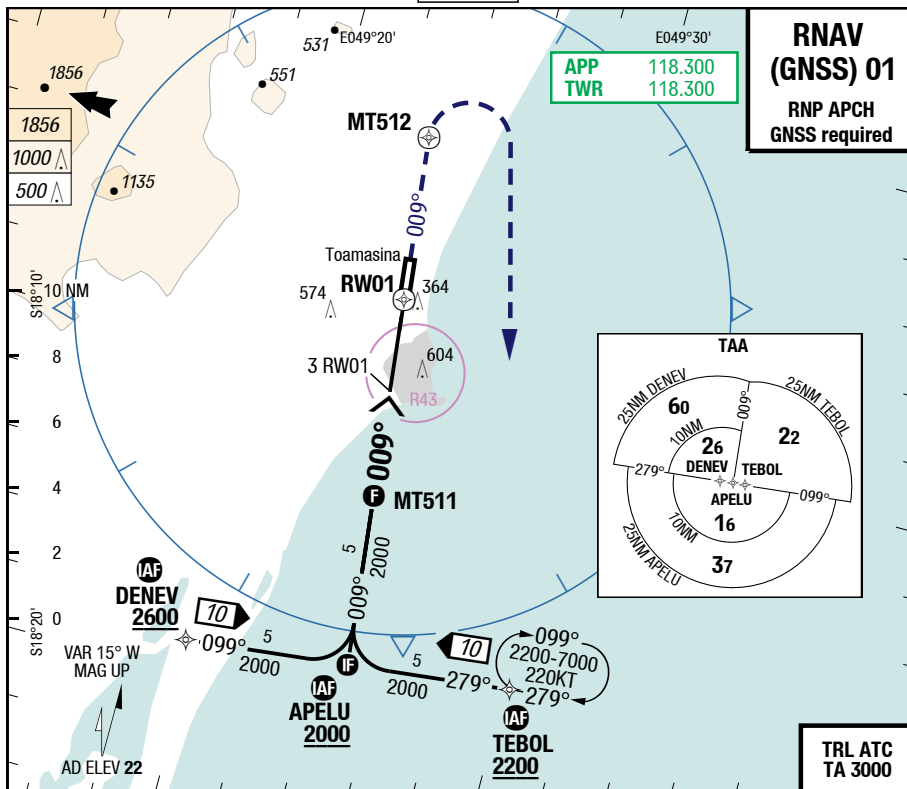 531
E049°20'
E049°30'
RNAV
(GNSS) 01
RNP APCH
GNSS required
APP 118.300
TWR 118.300
1856
551
1856
1000
500
MT512
1135
009°
Toamasina
RW01
364
574
S18°10'
10 NM
8
3 RW01
604
R43
6
009°
4
F MT511
2
5
2000
009°
0
S18°20'
TAA
25NM DENEV
25NM TEBOL
60
009°
22
10NM
26
DENEV
TEBOL
279°
APELU
099°
10NM
16
25NM APELU
37
IAF
DENEV
2600
10
099°
5
2000
VAR 15° W
MAG UP
AD ELEV 22
IF
IAF
APELU
2000
10
5
2000
279°
099°
2200-7000
220KT
279°
IAF
TEBOL
2200
TRL ATC
TA 3000